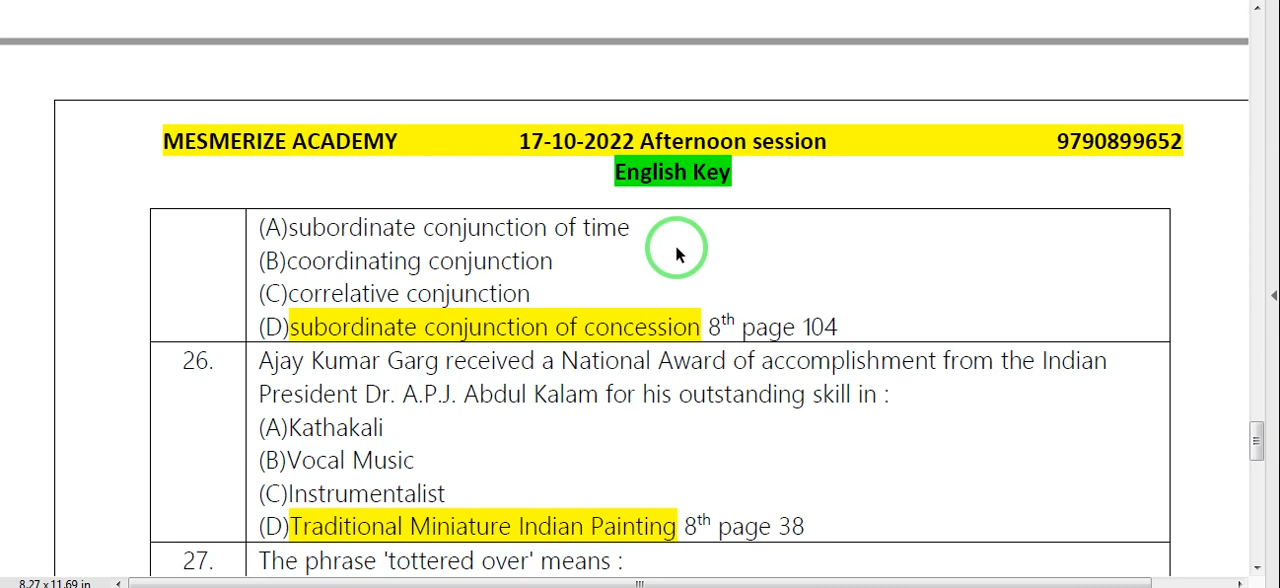 MESMERIZE ACADEMY 17-10-2022 Afternoon session 9790899652
English Key
(A)subordinate conjunction of time
(B)coordinating conjunction
(C)correlative conjunction
(D)subordinate conjunction of concession 8th page 104
26. Ajay Kumar Garg received a National Award of accomplishment from the Indian
President Dr. A.P.J. Abdul Kalam for his outstanding skill in :
(A)Kathakali
(B)Vocal Music
(C)Instrumentalist
(D)Traditional Miniature Indian Painting 8th page 38
27. The phrase 'tottered over' means :
8.27 x 11.69 in